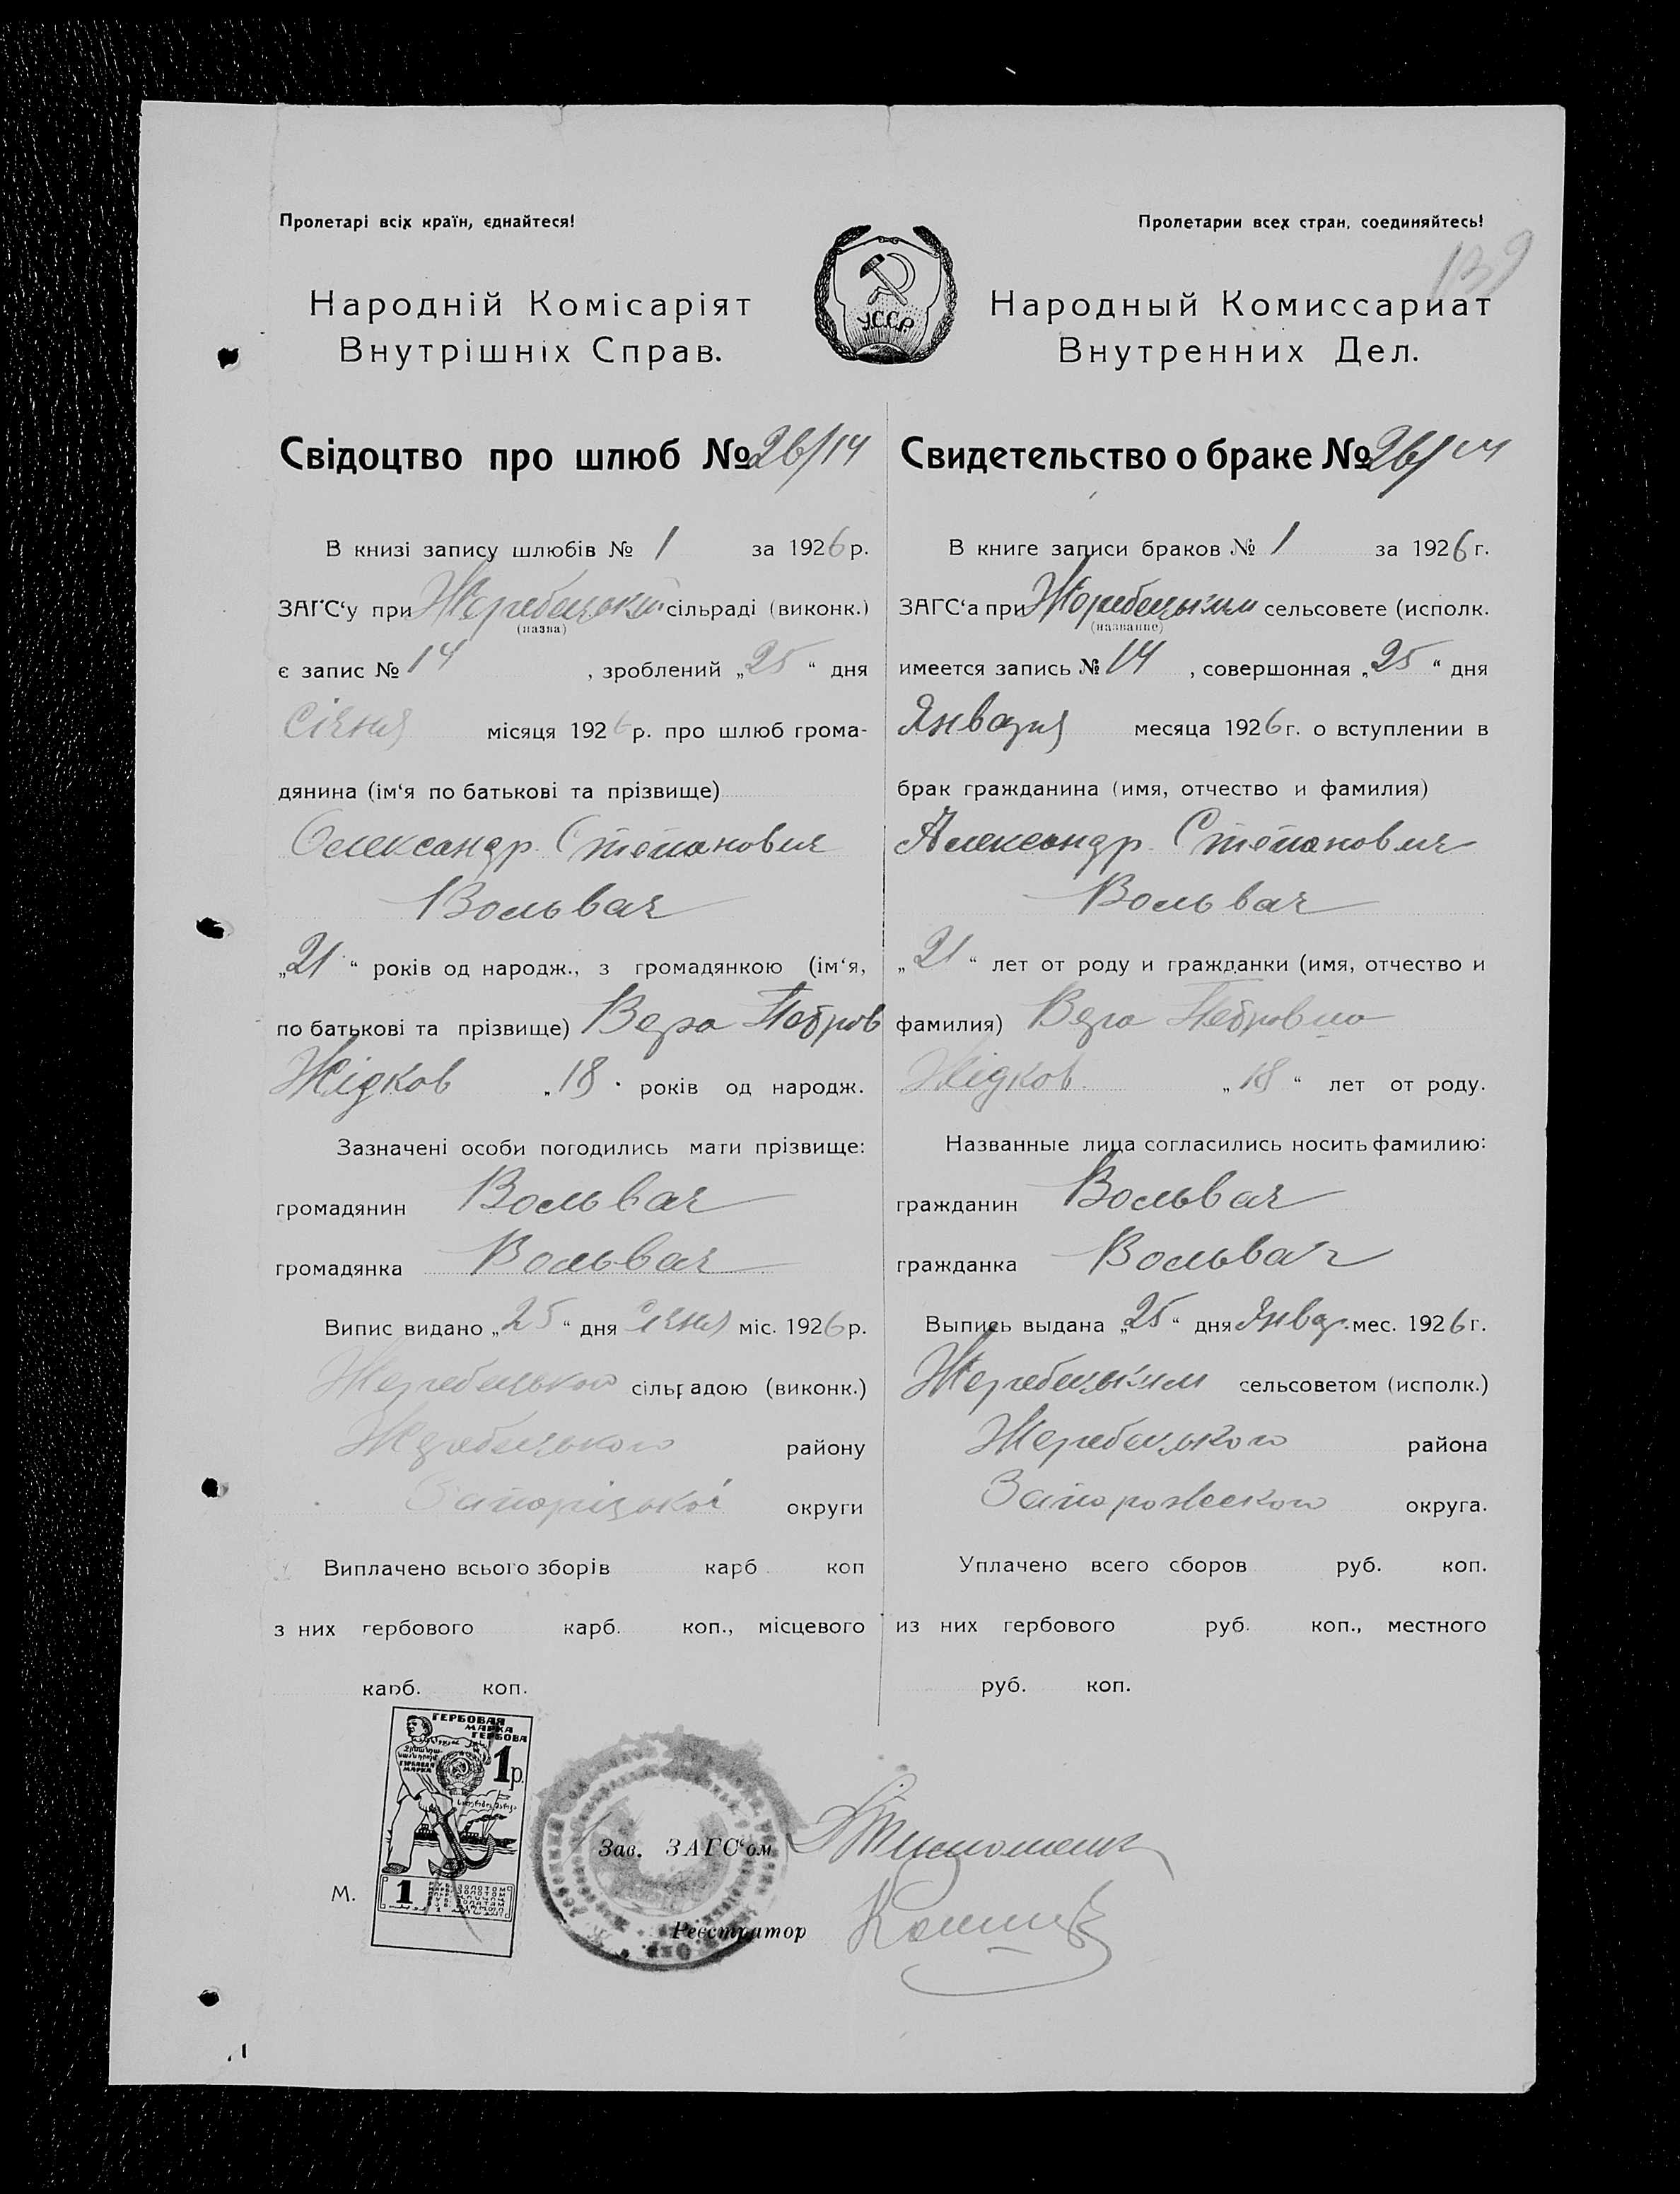 Пролетарі всіх країн, єднайтеся!
Народній Комісаріят
Внутрішніх Справ.
Свідоцтво про шлюб № 26/14
В книзі запису шлюбів № 1 за 1926 р.
ЗАГС‘у при Жеребецькій сільраді (виконк.)
(назва)
є запис № 14 , зроблений „25“ дня
Січня місяця 1926 р. про шлюб грома-
дянина (ім‘я по батькові та прізвище)
Олександр Степанович
Вольвач
„21“ років од народж., з громадянкою (ім‘я,
по батькові та прізвище) Вера Петров
Жідков „18“ років од народж.
Зазначені особи погодились мати прізвище:
громадянин Вольвач
громадянка Вольвач
Випис видано „25“ дня Січня міс. 1926 р.
Жеребецькою сільрадою (виконк.)
Жеребецького району
Запоріцької округи
Виплачено всього зборів карб коп
з них гербового карб. коп., місцевого
карб. коп.
Пролетарии всех стран, соединяйтесь!
139
Народный Комиссариат
Внутренних Дел.
УССР
Свидетельство о браке № 26/14
В книге записи браков № 1 за 1926 г.
ЗАГС‘а при Жеребецьким сельсовете (исполк.
(название)
имеется запись № 14 , совершонная „25“ дня
Января месяца 1926 г. о вступлении в
брак гражданина (имя, отчество и фамилия)
Александр Степанович
Вольвач
„21“ лет от роду и гражданки (имя, отчество и
фамилия) Вера Петровна
Жідков „18“ лет от роду.
Названные лица согласились носить фамилию:
гражданин Вольвач
гражданка Вольвач
Выпись выдана „25“ дня Январ. мес. 1926 г.
Жеребецьким сельсоветом (исполк.)
Жеребецького района
Запорожского округа.
Уплачено всего сборов руб. коп.
из них гербового руб. коп., местного
руб. коп.
ГЕРБОВАЯ
МАРКА
ГЕРБОВА
ГЕРБОВАЯ
МАРКА
1 р.
1
М.
Зав. ЗАГС‘ом
Реєстратор